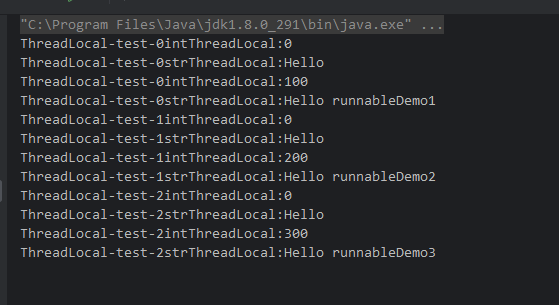 "C:\Program Files\Java\jdk1.8.0_291\bin\java.exe" ...
ThreadLocal-test-0intThreadLocal:0
ThreadLocal-test-0strThreadLocal:Hello
ThreadLocal-test-0intThreadLocal:100
ThreadLocal-test-0strThreadLocal:Hello runnableDemo1
ThreadLocal-test-1intThreadLocal:0
ThreadLocal-test-1strThreadLocal:Hello
ThreadLocal-test-1intThreadLocal:200
ThreadLocal-test-1strThreadLocal:Hello runnableDemo2
ThreadLocal-test-2intThreadLocal:0
ThreadLocal-test-2strThreadLocal:Hello
ThreadLocal-test-2intThreadLocal:300
ThreadLocal-test-2strThreadLocal:Hello runnableDemo3